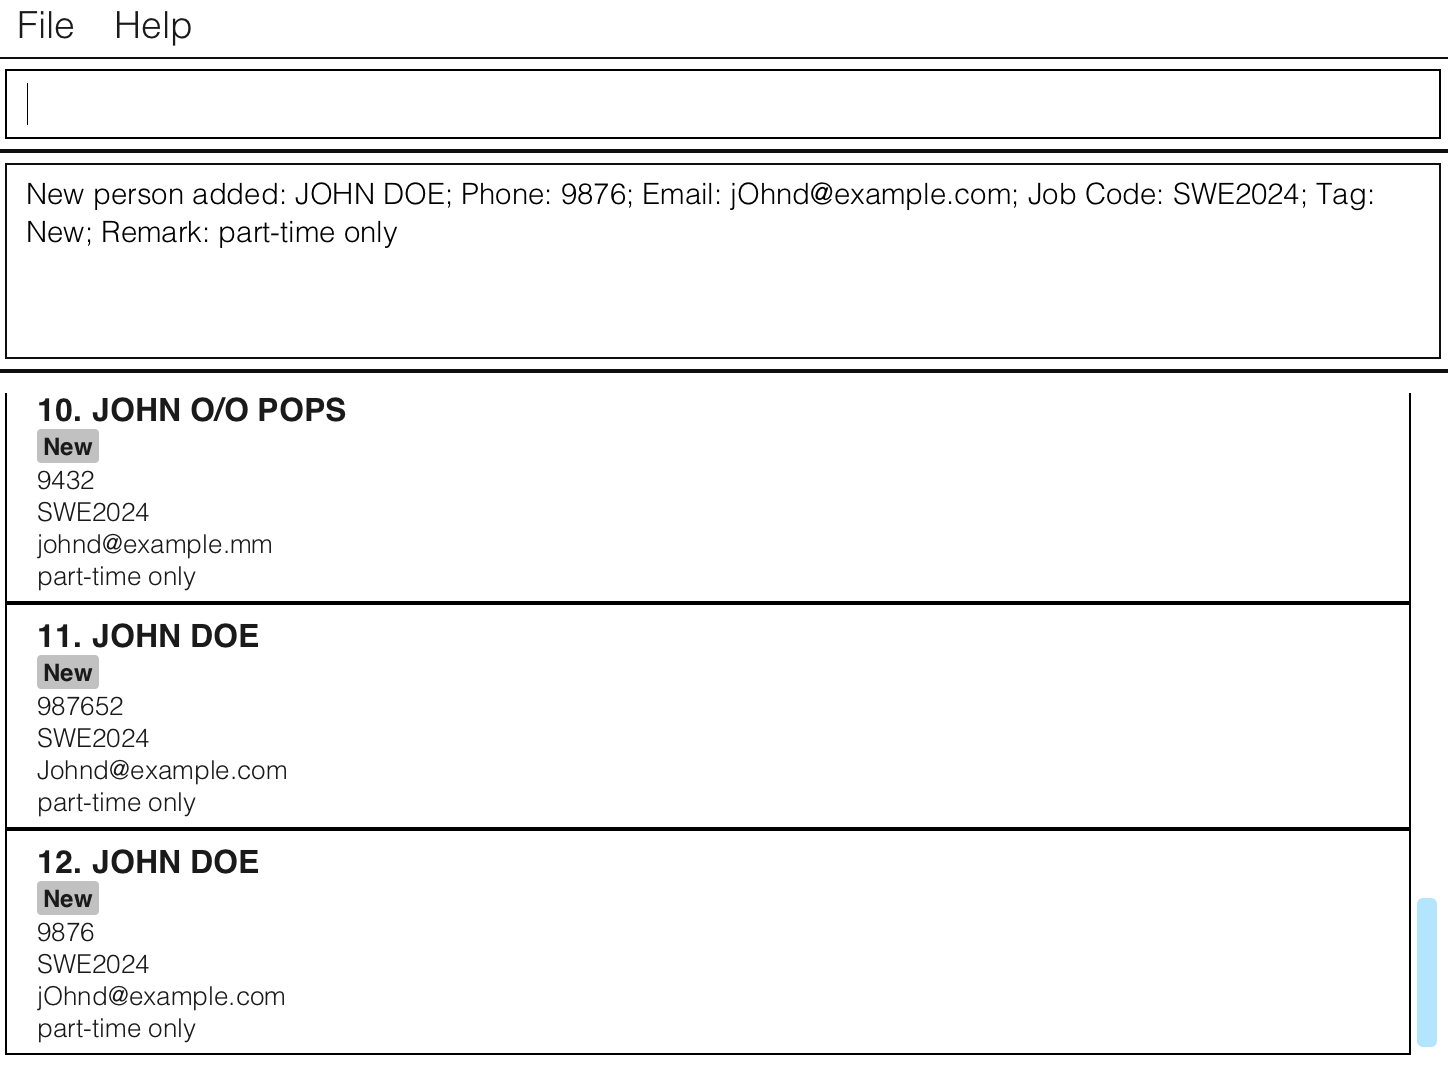 File Help
New person added: JOHN DOE; Phone: 9876; Email: jOhnd@example.com; Job Code: SWE2024; Tag:
New; Remark: part-time only
10. JOHN O/O POPS
New
9432
SWE2024
johnd@example.mm
part-time only
11. JOHN DOE
New
987652
SWE2024
Johnd@example.com
part-time only
12. JOHN DOE
New
9876
SWE2024
jOhnd@example.com
part-time only